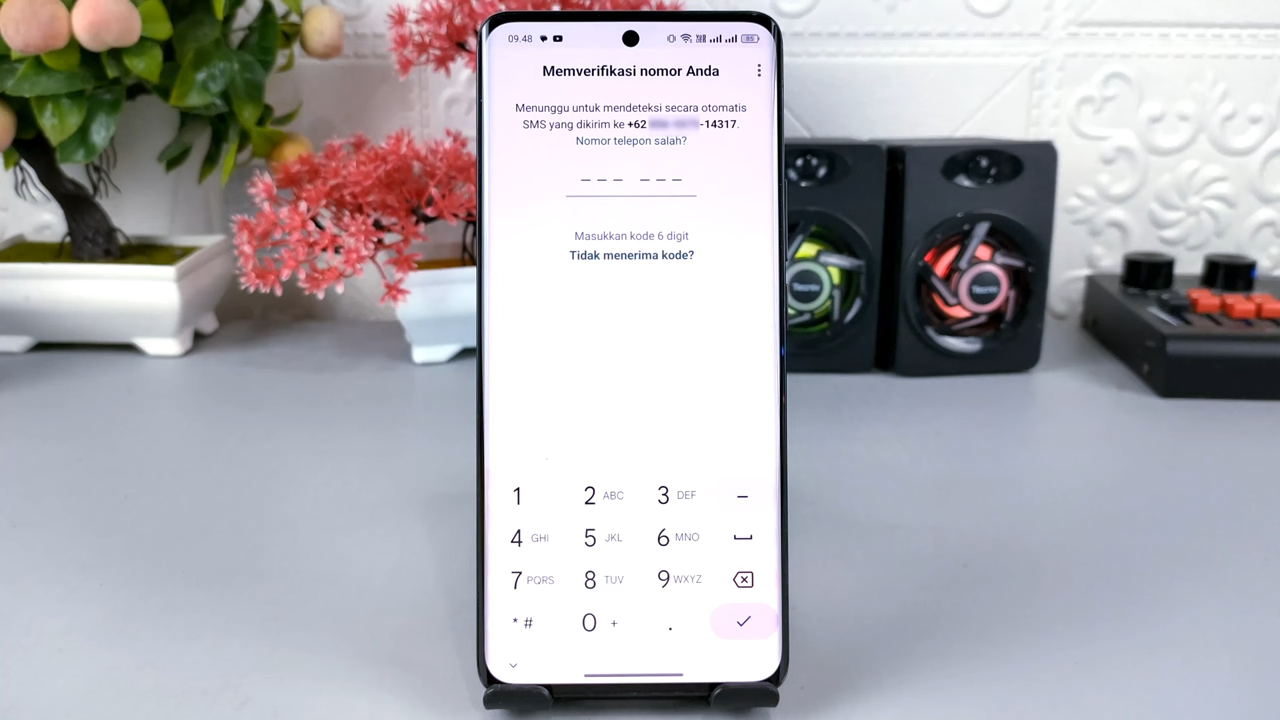 09.48
85
Memverifikasi nomor Anda
Menunggu untuk mendeteksi secara otomatis
SMS yang dikirim ke +62 -14317.
Nomor telepon salah?
Masukkan kode 6 digit
Tidak menerima kode?
1 2 ABC 3 DEF –
4 GHI 5 JKL 6 MNO
7 PQRS 8 TUV 9 WXYZ
* # 0 + .